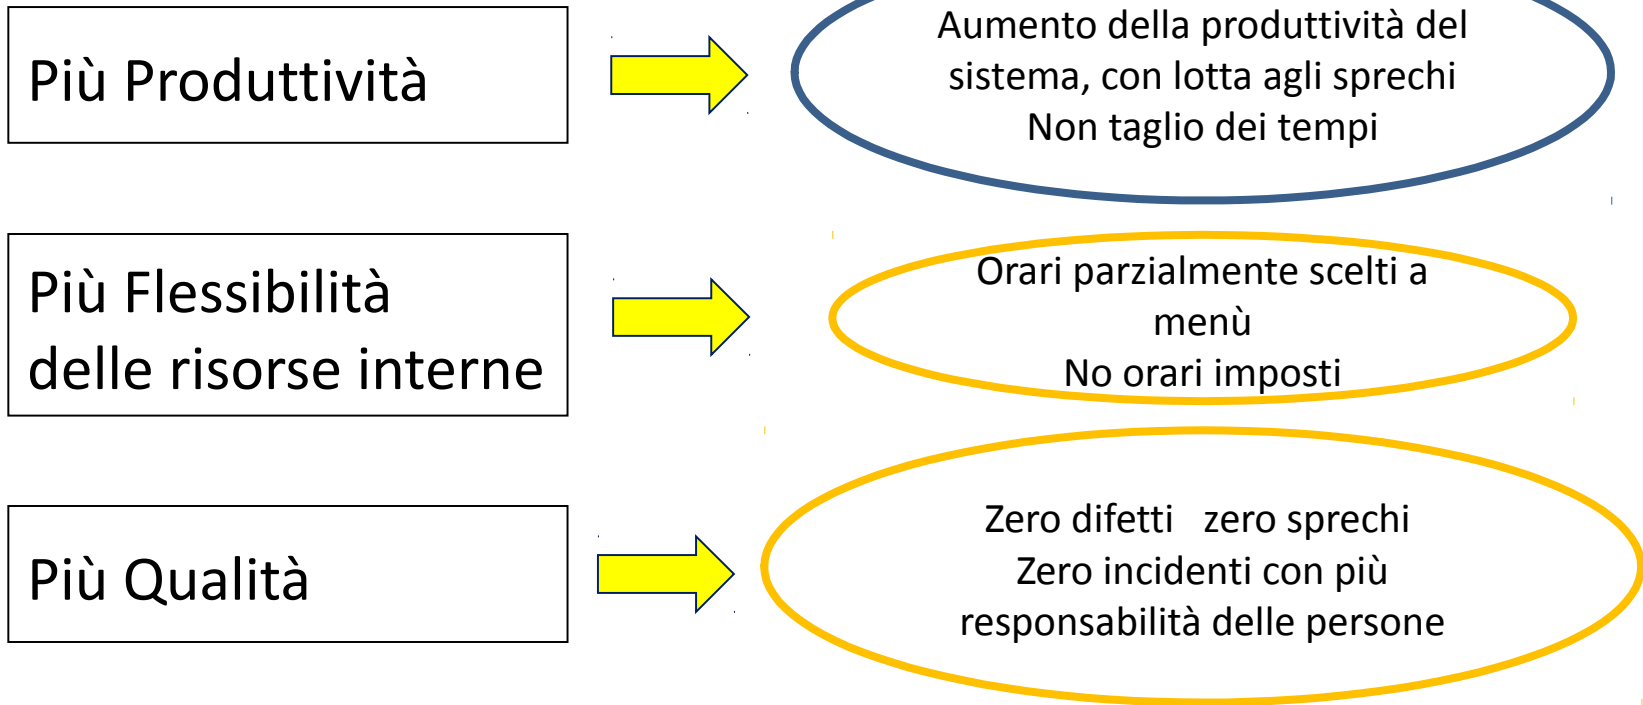 Più Produttività
Aumento della produttività del
sistema, con lotta agli sprechi
Non taglio dei tempi
Più Flessibilità
delle risorse interne
Orari parzialmente scelti a
menù
No orari imposti
Più Qualità
Zero difetti   zero sprechi
Zero incidenti con più
responsabilità delle persone